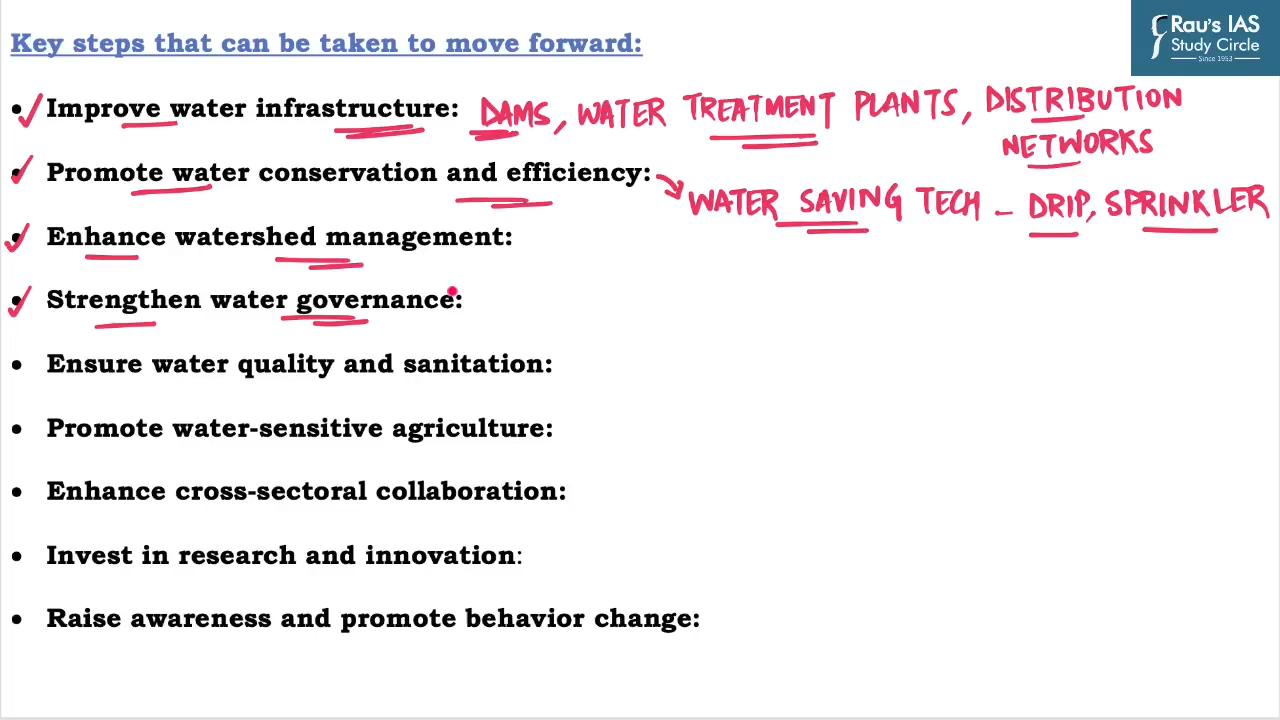 Key steps that can be taken to move forward:
Rau's IAS
Study Circle
Since 1953
• Improve water infrastructure: DAMS, WATER TREATMENT PLANTS, DISTRIBUTION
NETWORKS
• Promote water conservation and efficiency:
WATER SAVING TECH - DRIP, SPRINKLER
• Enhance watershed management:
• Strengthen water governance:
• Ensure water quality and sanitation:
• Promote water-sensitive agriculture:
• Enhance cross-sectoral collaboration:
• Invest in research and innovation:
• Raise awareness and promote behavior change: